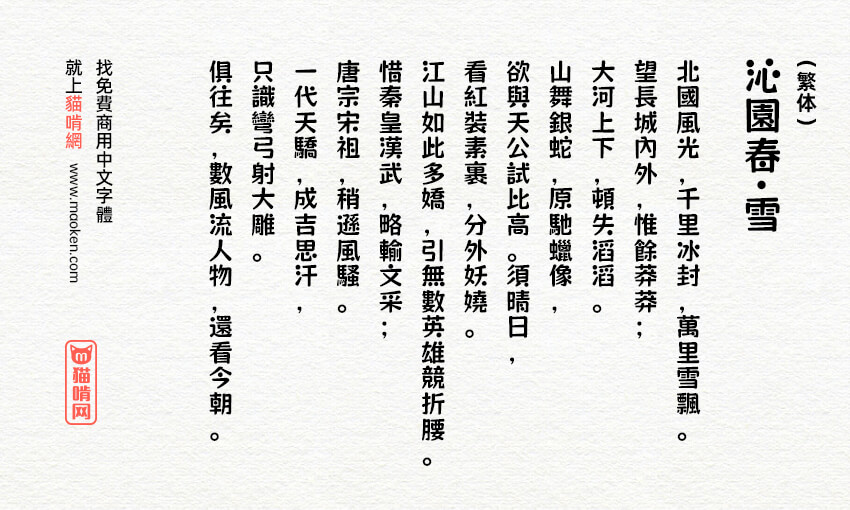 （繁体）
沁園春·雪
北國風光，千里冰封，萬里雪飄。
望長城內外，惟餘莽莽；
大河上下，頓失滔滔。
山舞銀蛇，原馳蠟像，
欲與天公試比高。須晴日，
看紅裝素裹，分外妖嬈。
江山如此多嬌，引無數英雄競折腰。
惜秦皇漢武，略輸文采；
唐宗宋祖，稍遜風騷。
一代天驕，成吉思汗，
只識彎弓射大雕。
俱往矣，數風流人物，還看今朝。
找免費商用中文字體
就上貓啃網 www.maoken.com
貓啃网